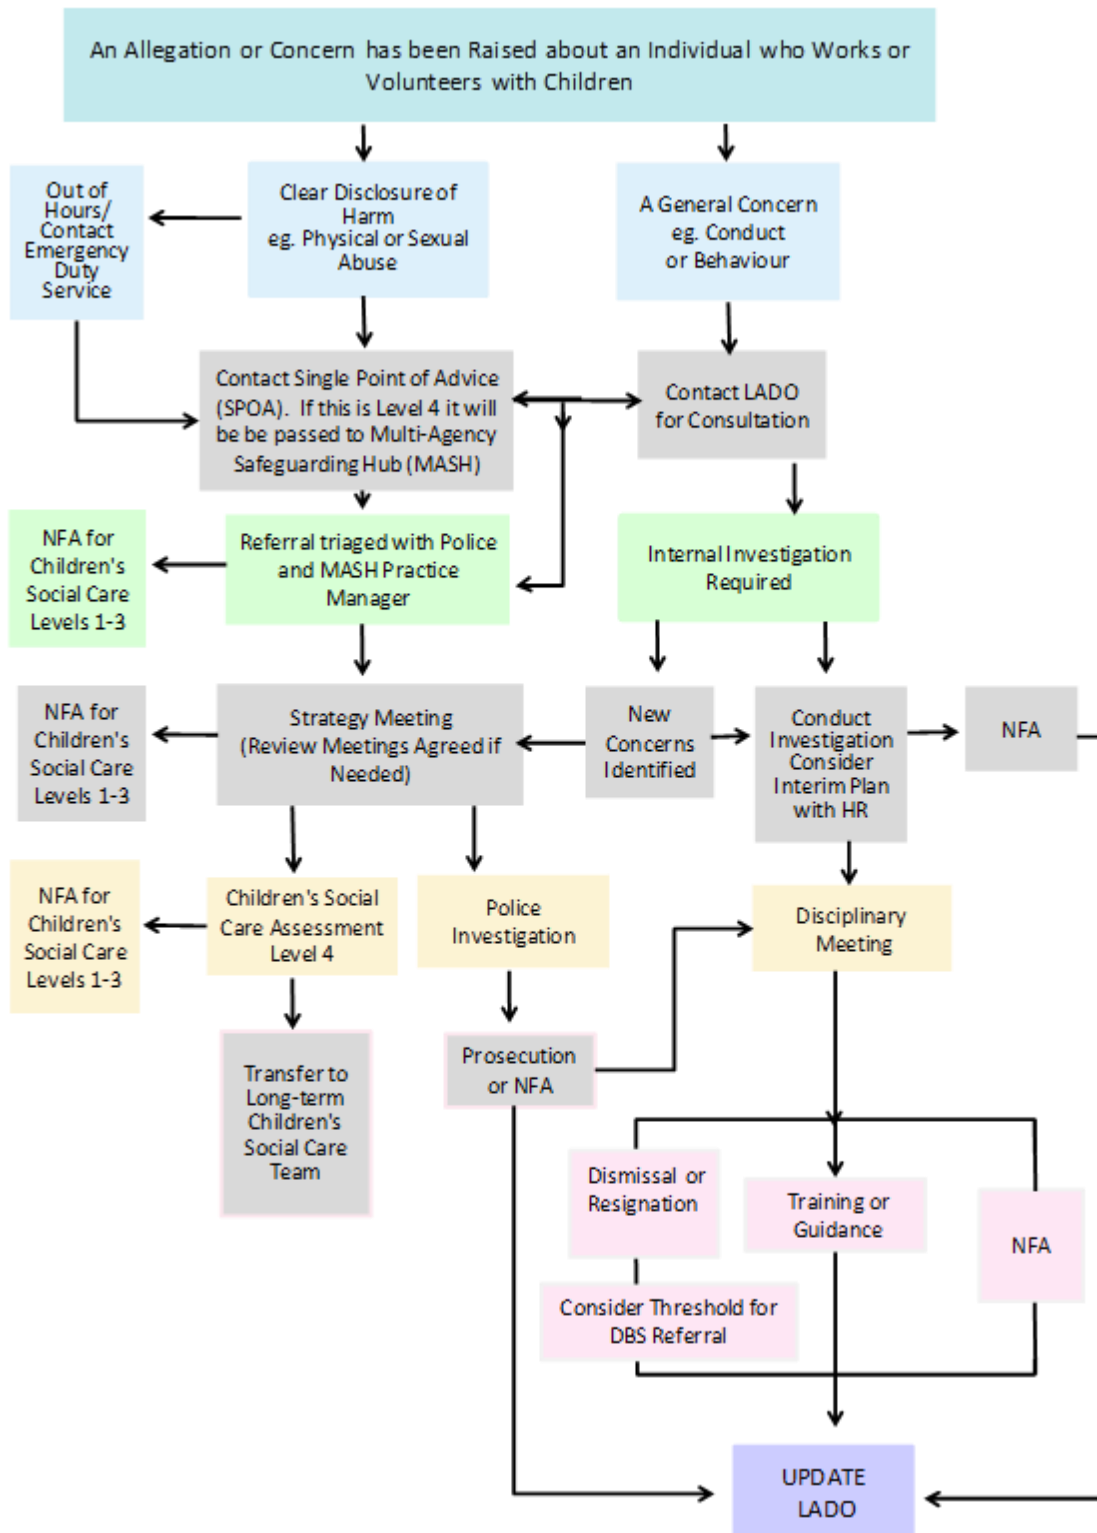 An Allegation or Concern has been Raised about an Individual who Works or
Volunteers with Children
Out of
Hours/
Contact
Emergency
Duty
Service
Clear Disclosure of
Harm
eg. Physical or Sexual
Abuse
A General Concern
eg. Conduct
or Behaviour
Contact Single Point of Advice
(SPOA). If this is Level 4 it will
be be passed to Multi-Agency
Safeguarding Hub (MASH)
Contact LADO
for Consultation
NFA for
Children's
Social Care
Levels 1-3
Referral triaged with Police
and MASH Practice
Manager
Internal Investigation
Required
NFA for
Children's
Social Care
Levels 1-3
Strategy Meeting
(Review Meetings Agreed if
Needed)
New
Concerns
Identified
Conduct
Investigation
Consider
Interim Plan
with HR
NFA
NFA for
Children's
Social Care
Levels 1-3
Children's Social
Care Assessment
Level 4
Police
Investigation
Disciplinary
Meeting
Transfer to
Long-term
Children's
Social Care
Team
Prosecution
or NFA
Dismissal or
Resignation
Training or
Guidance
NFA
Consider Threshold for
DBS Referral
UPDATE
LADO